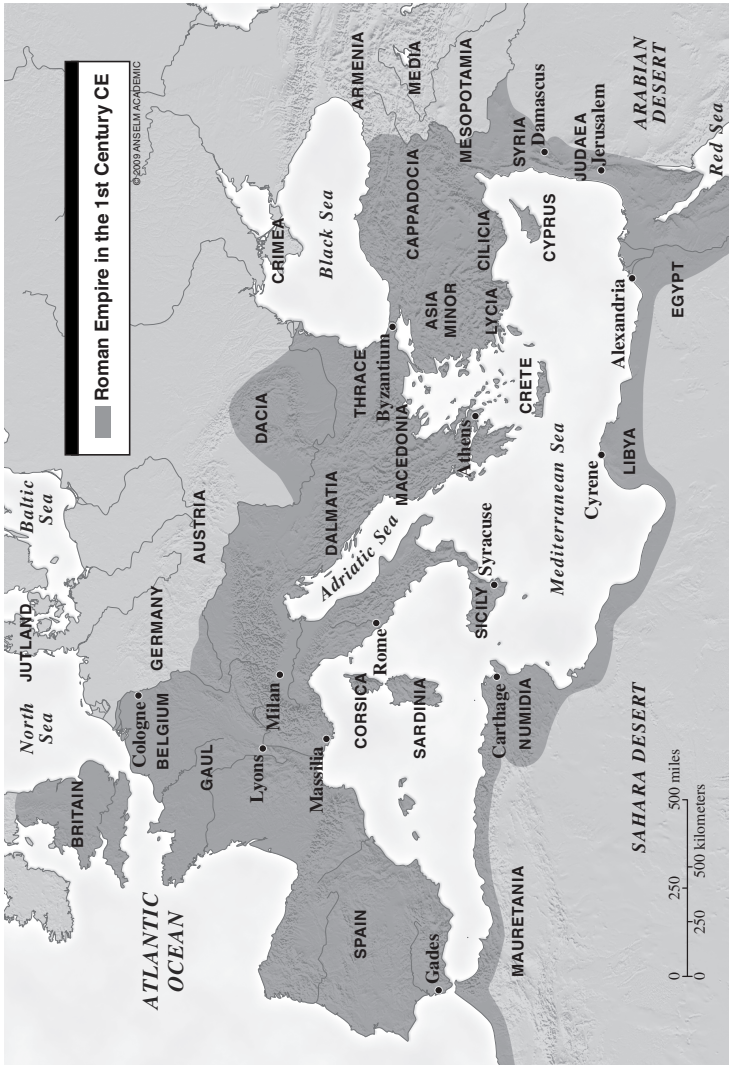 Roman Empire in the 1st Century CE
© 2009 ANSELM ACADEMIC
North
Sea
JUTLAND
Baltic
Sea
BRITAIN
ATLANTIC
OCEAN
Cologne
BELGIUM
GERMANY
AUSTRIA
GAUL
Lyons
Milan
Massilia
DACIA
DALMATIA
Adriatic Sea
CRIMEA
Black Sea
THRACE
Byzantium
MACEDONIA
ARMENIA
MEDIA
CAPPADOCIA
MESOPOTAMIA
ASIA
MINOR
CILICIA
LYCIA
SPAIN
Gades
CORSICA
SARDINIA
Rome
SICILY
Syracuse
Athens
CRETE
CYPRUS
SYRIA
Damascus
JUDAEA
Jerusalem
ARABIAN
DESERT
Red Sea
Mediterranean Sea
Carthage
NUMIDIA
MAURETANIA
Cyrene
LIBYA
Alexandria
EGYPT
SAHARA DESERT
0 250 500 miles
0 250 500 kilometers